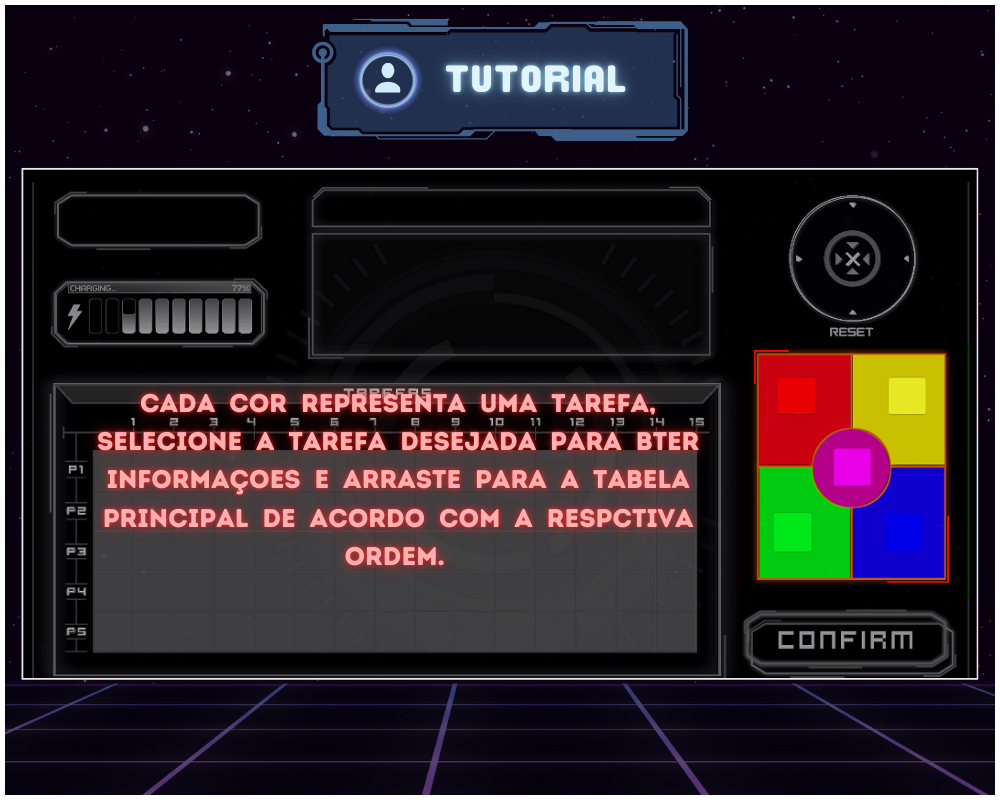 TUTORIAL
CHARGING... 77%
RESET
TAREFAS
CADA COR REPRESENTA UMA TAREFA,
1 2 3 4 5 6 7 8 9 10 11 12 13 14 15
SELECIONE A TAREFA DESEJADA PARA BTER
P1
INFORMAÇOES E ARRASTE PARA A TABELA
P2
PRINCIPAL DE ACORDO COM A RESPCTIVA
P3
ORDEM.
P4
P5
CONFIRM